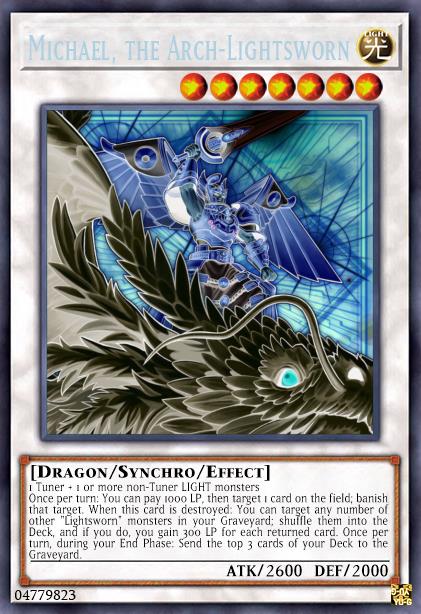 Michael, the Arch-Lightsworn
LIGHT
光
[Dragon/Synchro/Effect]
1 Tuner + 1 or more non-Tuner LIGHT monsters
Once per turn: You can pay 1000 LP, then target 1 card on the field; banish
that target. When this card is destroyed: You can target any number of
other "Lightsworn" monsters in your Graveyard; shuffle them into the
Deck, and if you do, you gain 300 LP for each returned card. Once per
turn, during your End Phase: Send the top 3 cards of your Deck to the
Graveyard.
ATK/2600 DEF/2000
04779823